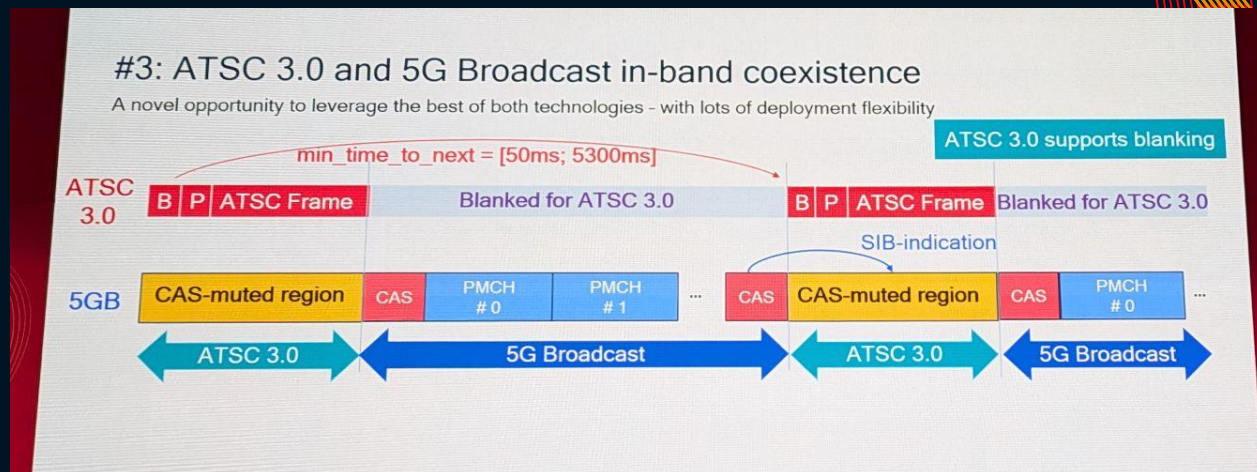 #3: ATSC 3.0 and 5G Broadcast in-band coexistence
A novel opportunity to leverage the best of both technologies - with lots of deployment flexibility
ATSC 3.0 supports blanking
min_time_to_next = [50ms; 5300ms]
ATSC
3.0
B P ATSC Frame Blanked for ATSC 3.0 B P ATSC Frame Blanked for ATSC 3.0
SIB-indication
5GB
CAS-muted region CAS PMCH
# 0 PMCH
# 1 ... CAS CAS-muted region CAS PMCH
# 0 ...
ATSC 3.0 5G Broadcast ATSC 3.0 5G Broadcast